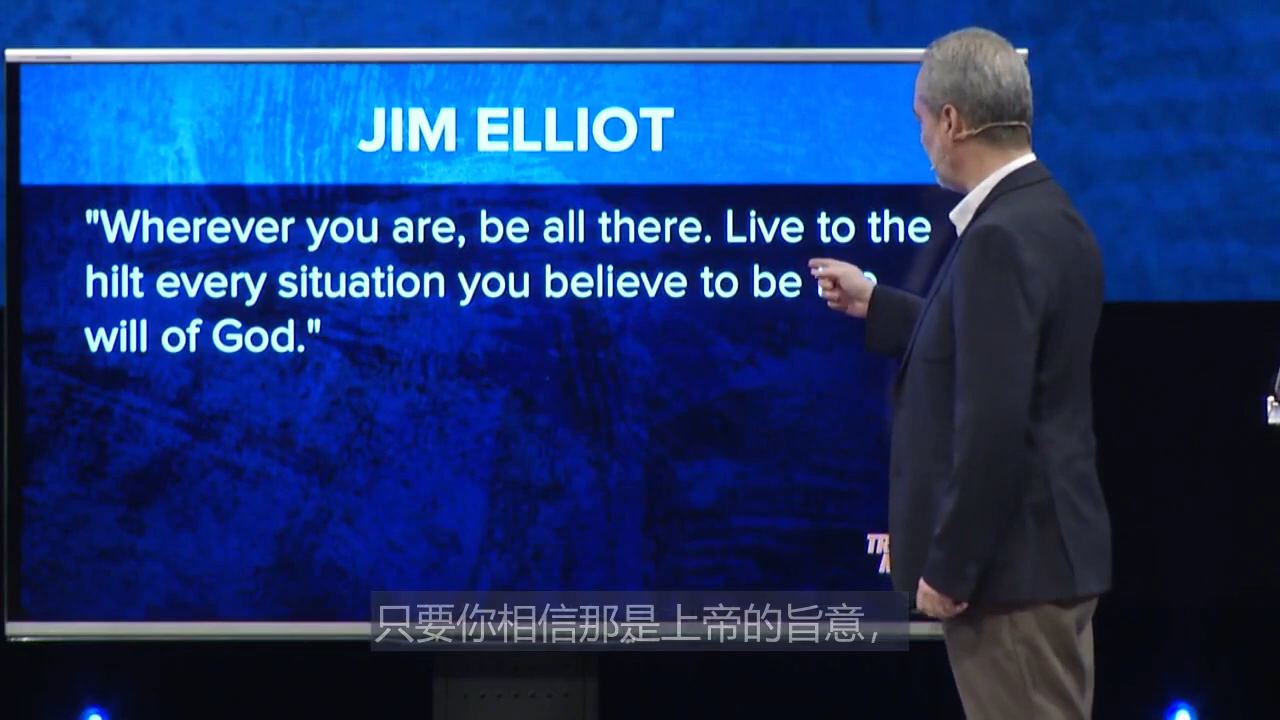 JIM ELLIOT
"Wherever you are, be all there. Live to the
hilt every situation you believe to be
will of God."
只要你相信那是上帝的旨意，